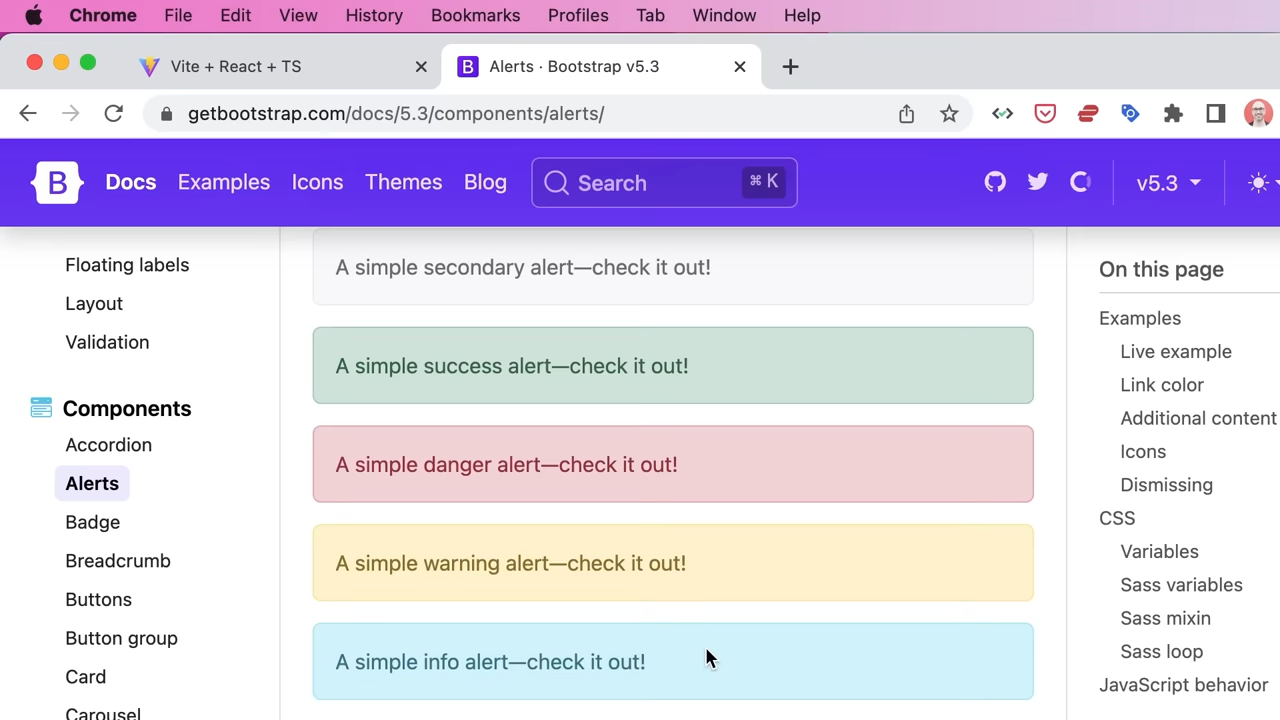 Chrome File Edit View History Bookmarks Profiles Tab Window Help
Vite + React + TS
Alerts · Bootstrap v5.3
getbootstrap.com/docs/5.3/components/alerts/
B Docs Examples Icons Themes Blog Search ⌘ K v5.3
Floating labels
Layout
Validation
Components
Accordion
Alerts
Badge
Breadcrumb
Buttons
Button group
Card
Carousel
A simple secondary alert—check it out!
A simple success alert—check it out!
A simple danger alert—check it out!
A simple warning alert—check it out!
A simple info alert—check it out!
On this page
Examples
Live example
Link color
Additional content
Icons
Dismissing
CSS
Variables
Sass variables
Sass mixin
Sass loop
JavaScript behavior